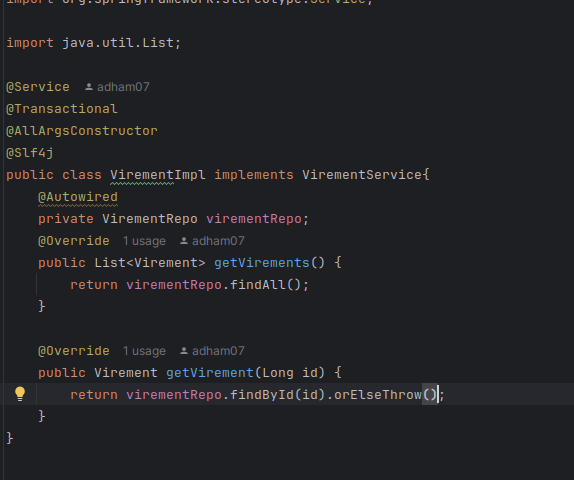 import org.springframework.stereotype.Service;
import java.util.List;
@Service adham07
@Transactional
@AllArgsConstructor
@Slf4j
public class VirementImpl implements VirementService{
@Autowired
private VirementRepo virementRepo;
@Override 1 usage adham07
public List<Virement> getVirements() {
return virementRepo.findAll();
}
@Override 1 usage adham07
public Virement getVirement(Long id) {
return virementRepo.findById(id).orElseThrow();
}
}